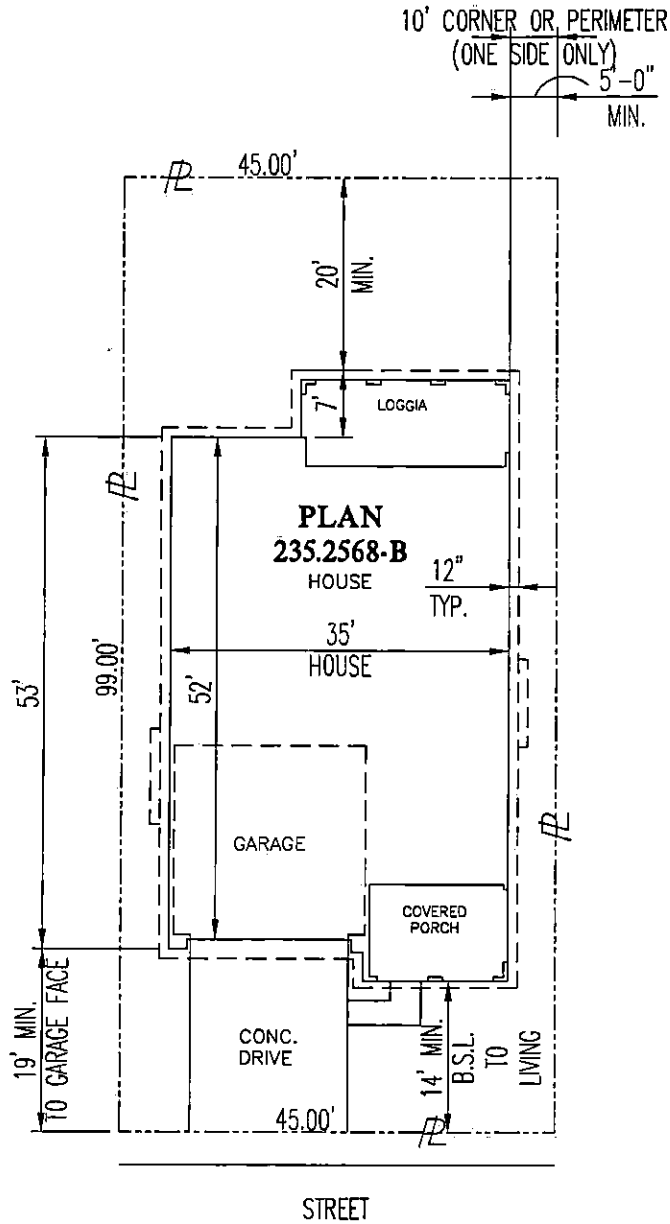 10' CORNER OR PERIMETER
(ONE SIDE ONLY)
5'-0"
MIN.
PL
45.00'
20'
MIN.
7'
LOGGIA
PL
PLAN
235.2568-B
HOUSE
12"
TYP.
35'
HOUSE
99.00'
53'
52'
PL
GARAGE
COVERED
PORCH
19' MIN.
TO GARAGE FACE
CONC.
DRIVE
14' MIN.
B.S.L.
TO
LIVING
45.00'
PL
STREET